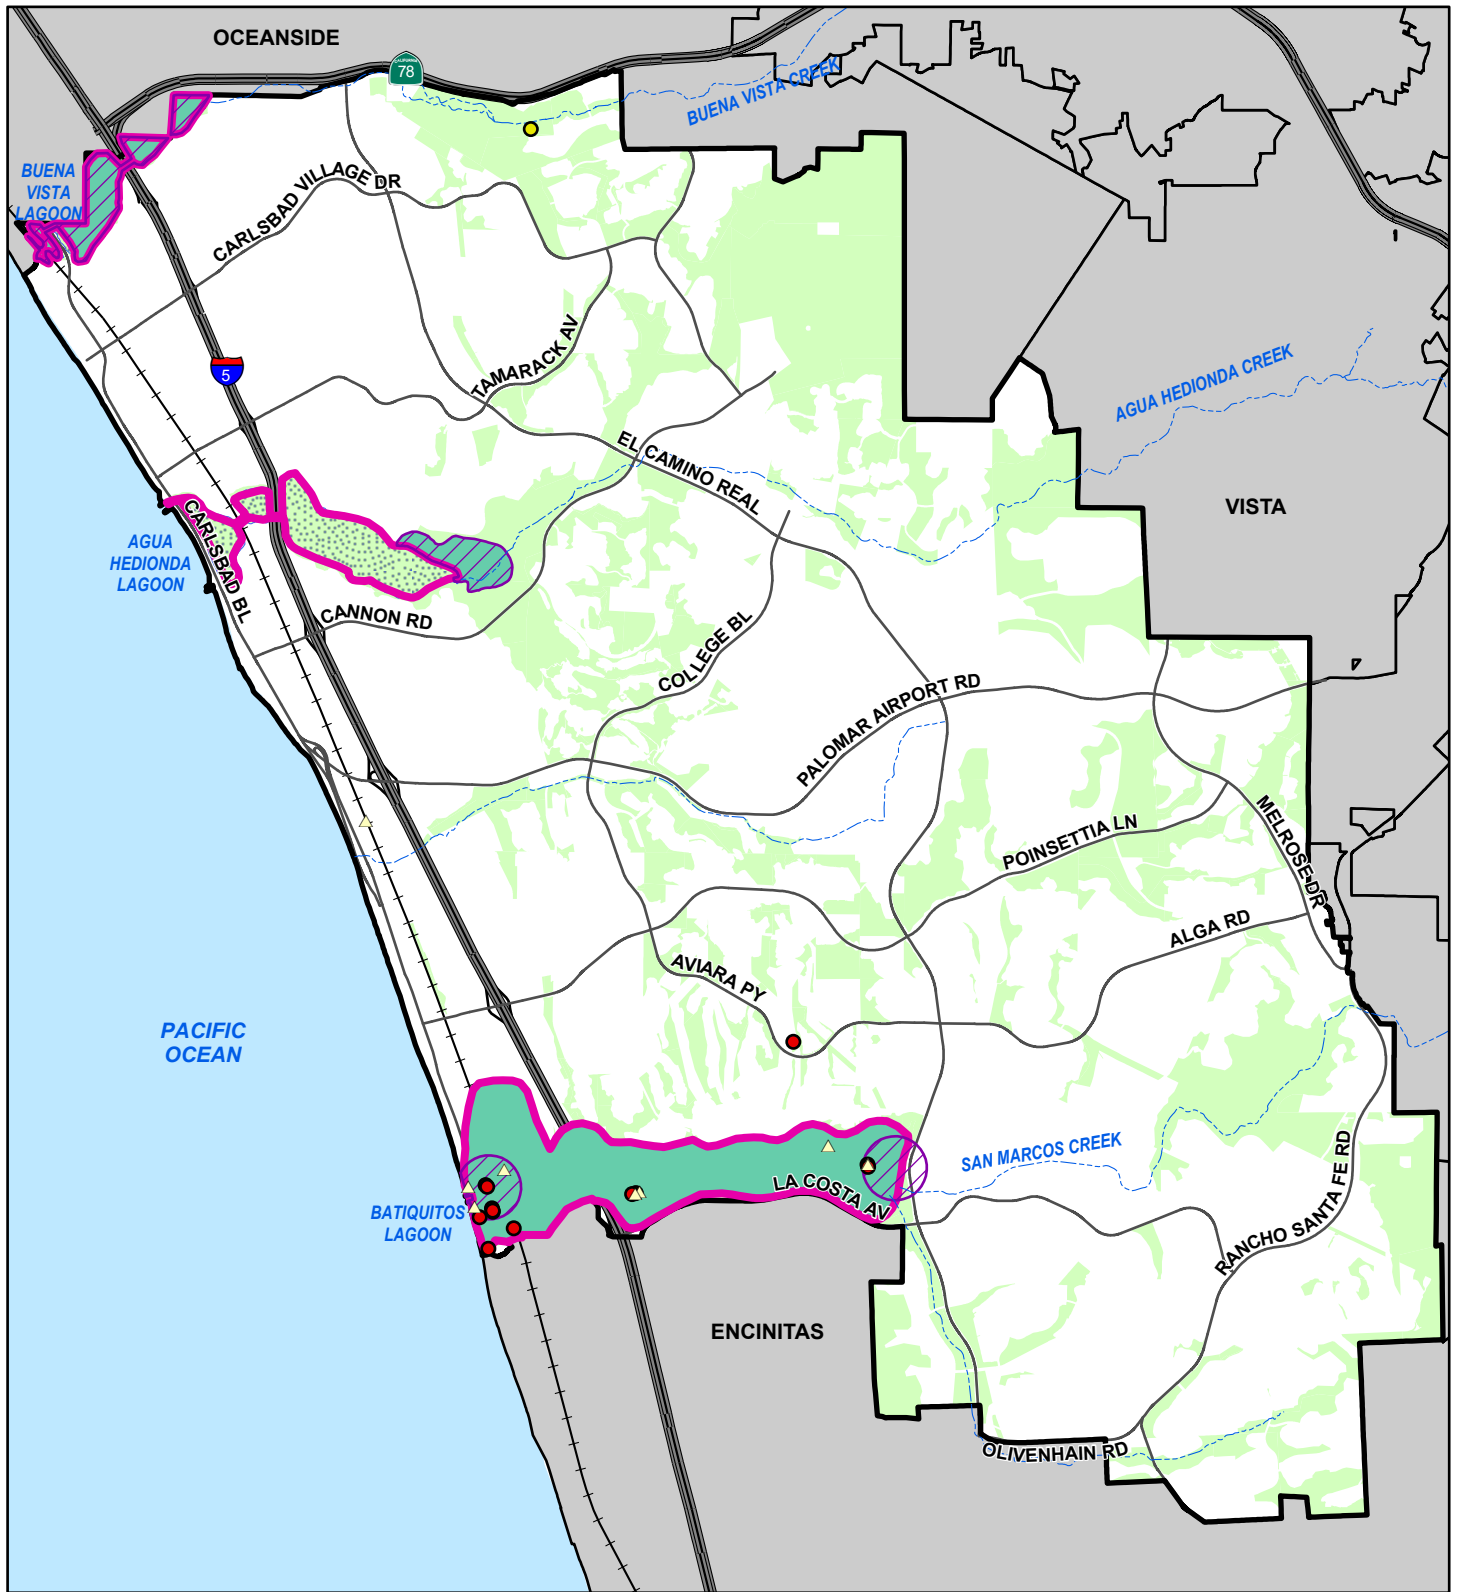 OCEANSIDE
CALIFORNIA
78
BUENA VISTA CREEK
BUENA
VISTA
LAGOON
CARLSBAD VILLAGE DR
TAMARACK AV
5
AGUA HEDIONDA CREEK
EL CAMINO REAL
VISTA
CARLSBAD BL
AGUA
HEDIONDA
LAGOON
CANNON RD
COLLEGE BL
PALOMAR AIRPORT RD
MELROSE DR
POINSETTIA LN
ALGA RD
AVIARA PY
PACIFIC
OCEAN
SAN MARCOS CREEK
LA COSTA AV
RANCHO SANTA FE RD
BATIQUITOS
LAGOON
ENCINITAS
OLIVENHAIN RD